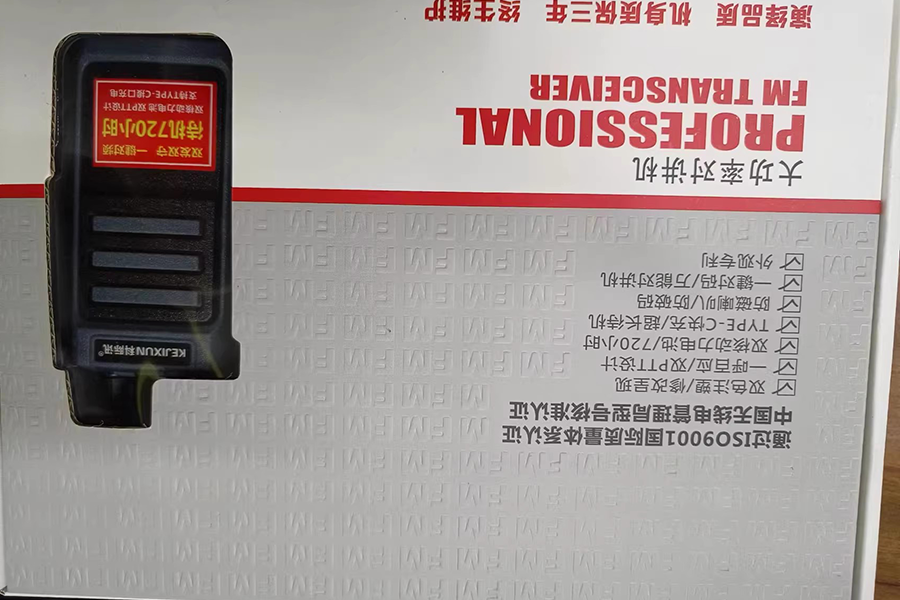 通过ISO9001国际质量体系认证
中国无线电管理局型号核准认证
双色注塑/修改呈现
一呼百应/双PTT设计
双核动力电池/720小时
TYPE-C快充/超长待机
防磁喇叭/防破码
一键对码/万能对讲机
外观专利
大功率对讲机
PROFESSIONAL
FM TRANSCEIVER
演绎品质 机身质保三年 终生维护
KEJIXUN科际讯®
双发双守 一键对频
待机720小时
双核动力电池 双PTT设计
支持TYPE-C接口充电